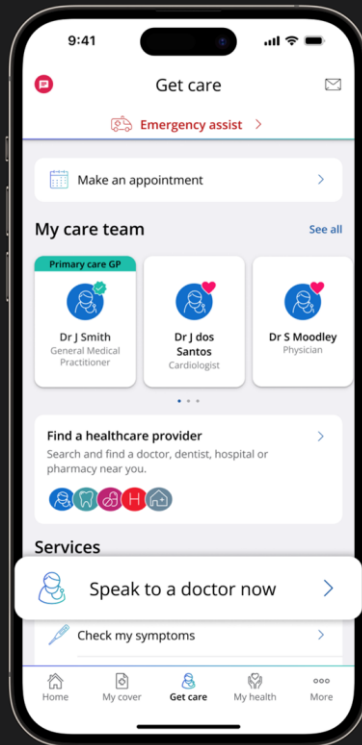 9:41
Get care
Emergency assist
Make an appointment
My care team
See all
Primary care GP
Dr J Smith
General Medical
Practitioner
Dr J dos
Santos
Cardiologist
Dr S Moodley
Physician
Find a healthcare provider
Search and find a doctor, dentist, hospital or
pharmacy near you.
H
Services
Speak to a doctor now
Check my symptoms
Home
My cover
Get care
My health
More